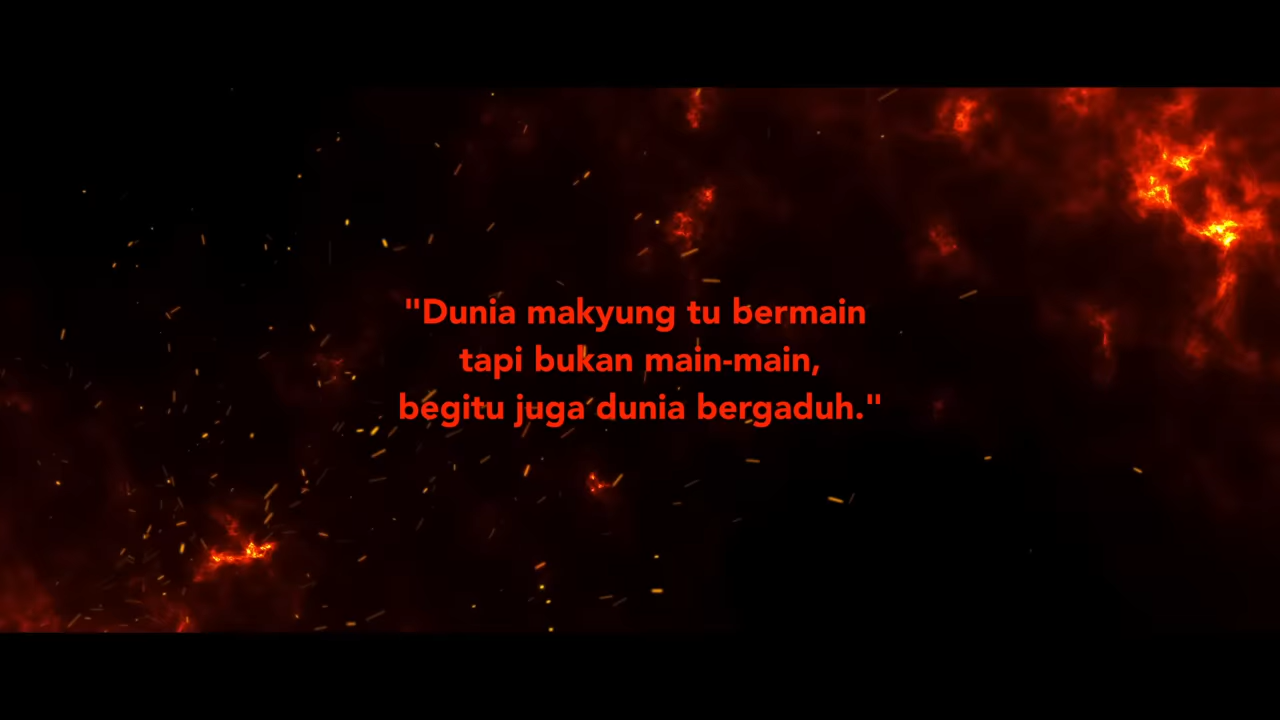 "Dunia makyung tu bermain
tapi bukan main-main,
begitu juga dunia bergaduh."